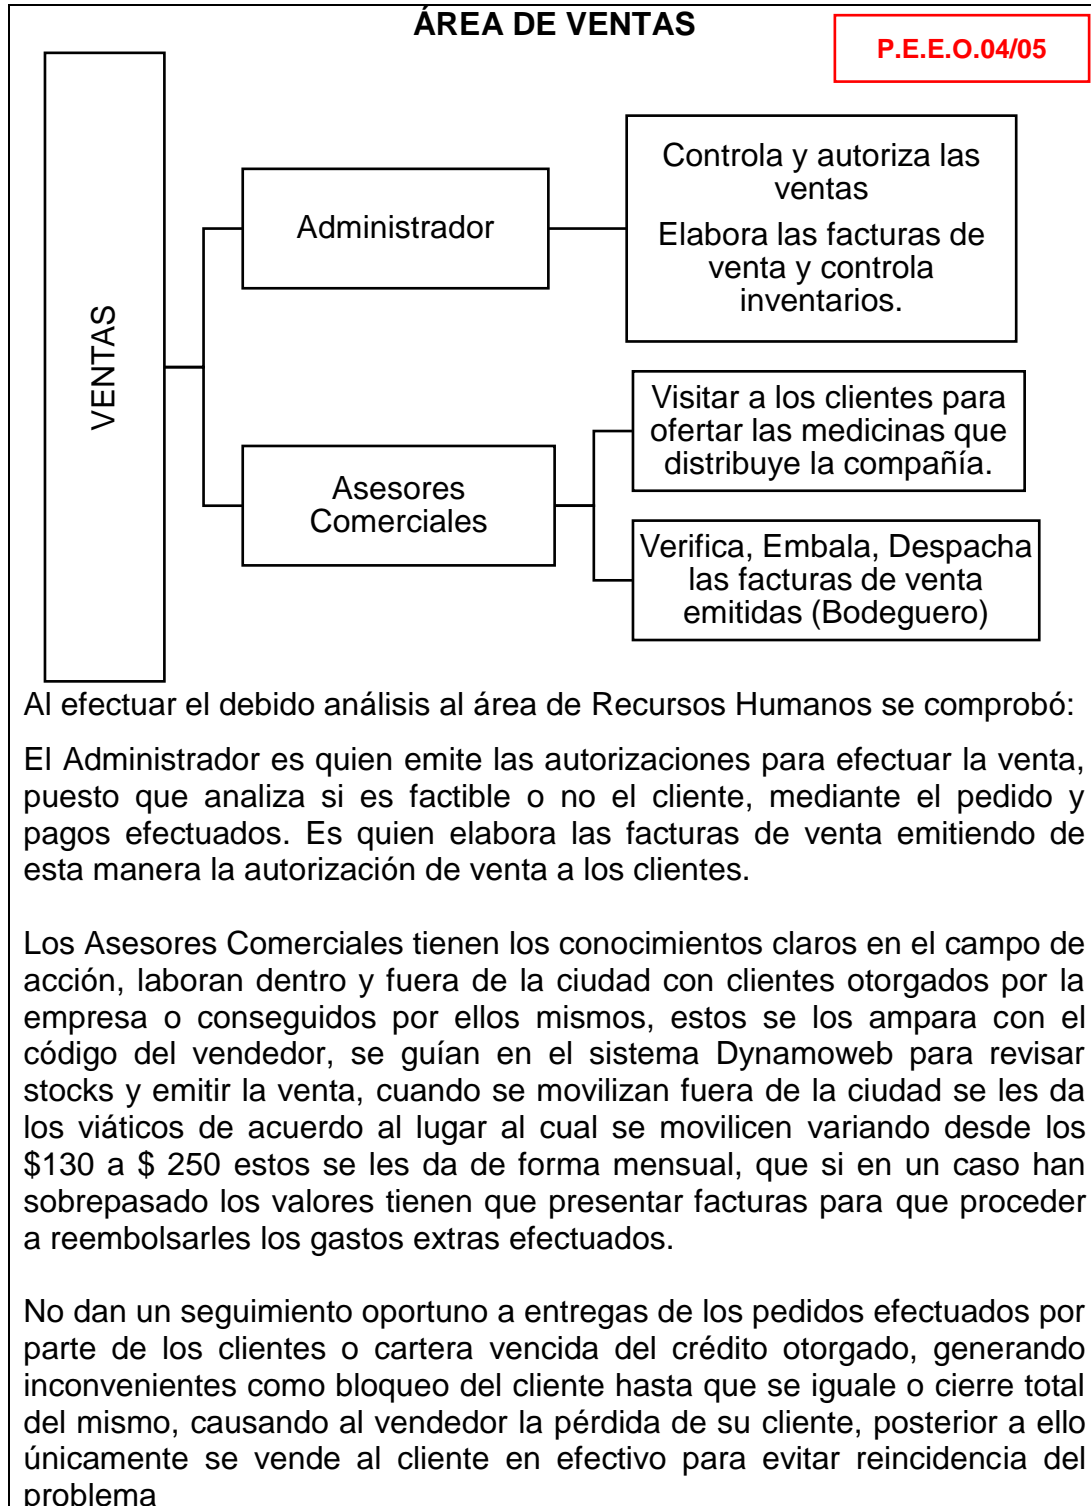 ÁREA DE VENTAS
P.E.E.O.04/05
VENTAS
Administrador
Controla y autoriza las
ventas
Elabora las facturas de
venta y controla
inventarios.
Asesores
Comerciales
Visitar a los clientes para
ofertar las medicinas que
distribuye la compañía.
Verifica, Embala, Despacha
las facturas de venta
emitidas (Bodeguero)
Al efectuar el debido análisis al área de Recursos Humanos se comprobó:
El Administrador es quien emite las autorizaciones para efectuar la venta,
puesto que analiza si es factible o no el cliente, mediante el pedido y
pagos efectuados. Es quien elabora las facturas de venta emitiendo de
esta manera la autorización de venta a los clientes.
Los Asesores Comerciales tienen los conocimientos claros en el campo de
acción, laboran dentro y fuera de la ciudad con clientes otorgados por la
empresa o conseguidos por ellos mismos, estos se los ampara con el
código del vendedor, se guían en el sistema Dynamoweb para revisar
stocks y emitir la venta, cuando se movilizan fuera de la ciudad se les da
los viáticos de acuerdo al lugar al cual se movilicen variando desde los
$130 a $ 250 estos se les da de forma mensual, que si en un caso han
sobrepasado los valores tienen que presentar facturas para que proceder
a reembolsarles los gastos extras efectuados.
No dan un seguimiento oportuno a entregas de los pedidos efectuados por
parte de los clientes o cartera vencida del crédito otorgado, generando
inconvenientes como bloqueo del cliente hasta que se iguale o cierre total
del mismo, causando al vendedor la pérdida de su cliente, posterior a ello
únicamente se vende al cliente en efectivo para evitar reincidencia del
problema